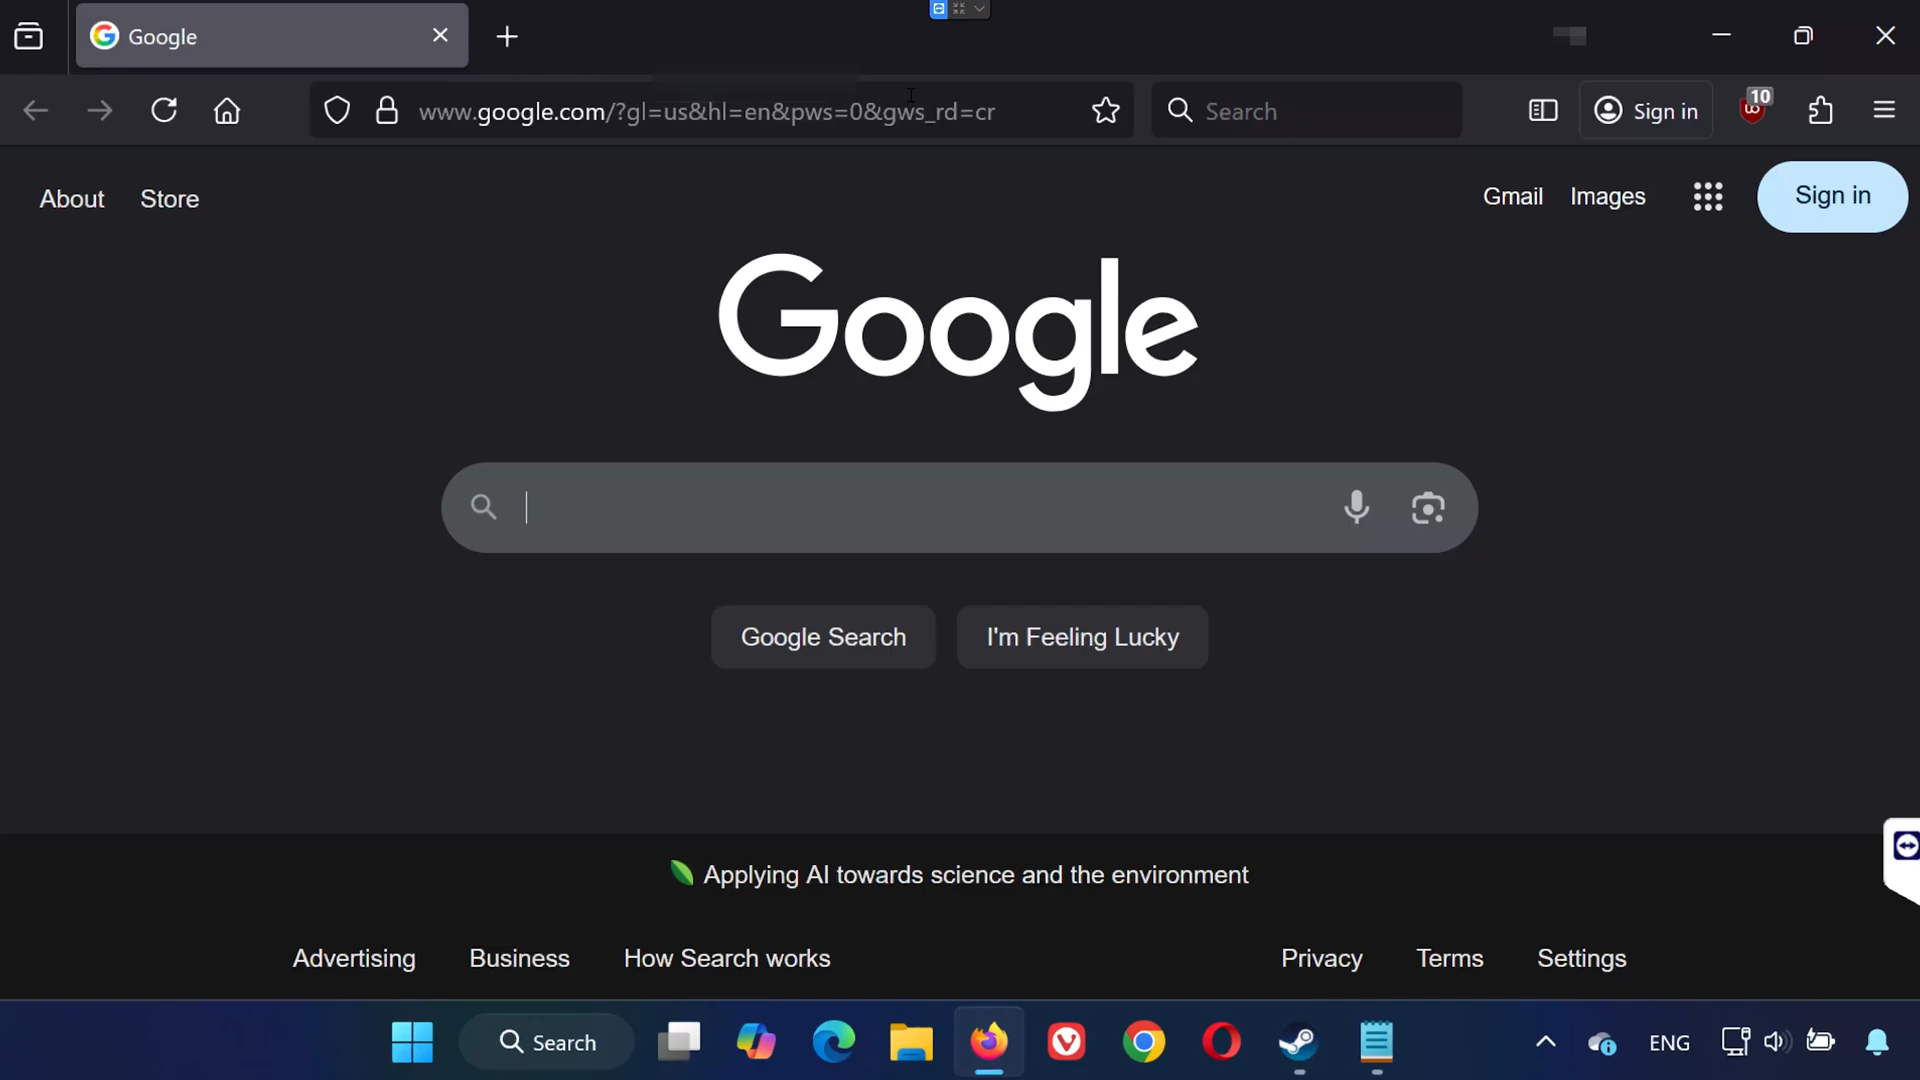 Google
www.google.com/?gl=us&hl=en&pws=0&gws_rd=cr
Search
Sign in
10
About
Store
Gmail
Images
Sign in
Google
Google Search
I'm Feeling Lucky
Applying AI towards science and the environment
Advertising
Business
How Search works
Privacy
Terms
Settings
Search
ENG